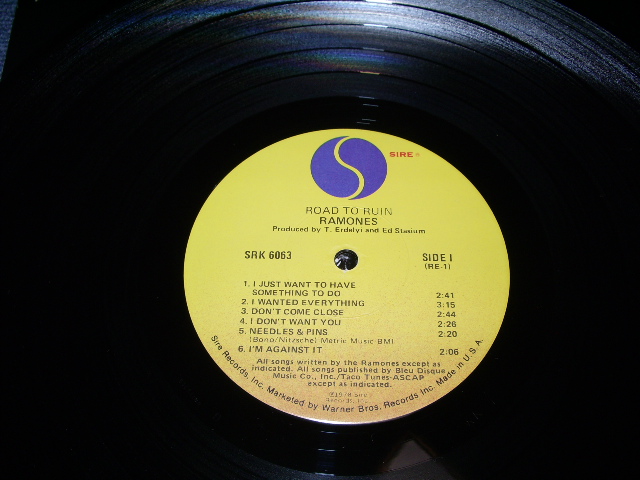 SIRE
ROAD TO RUIN
RAMONES
Produced by T. Erdelyi and Ed Stasium
SRK 6063
SIDE I
(RE-1)
1. I JUST WANT TO HAVE
SOMETHING TO DO 2:41
2. I WANTED EVERYTHING 3:15
3. DON'T COME CLOSE 2:44
4. I DON'T WANT YOU 2:26
5. NEEDLES & PINS 2:20
(Bono/Nitzsche) Metric Music BMI
6. I'M AGAINST IT 2:06
All songs written by the Ramones except as
indicated. All songs published by Bleu Disque
Music Co., Inc./Taco Tunes-ASCAP
except as indicated.
℗1978 Sire
Records, Inc.
Sire Records, Inc. Marketed by Warner Bros. Records Inc. Made in U.S.A.